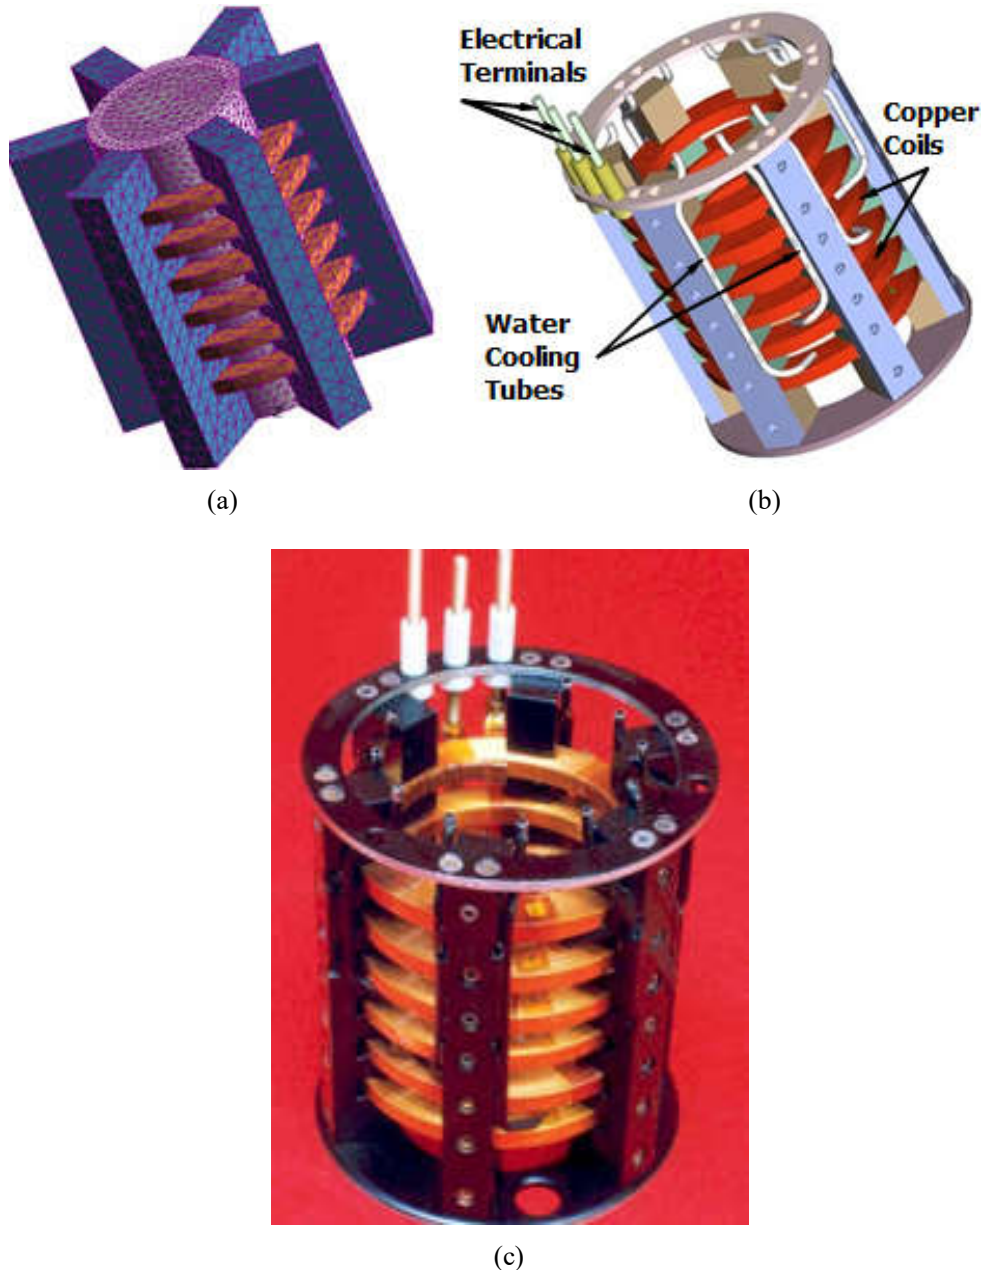 Electrical
Terminals
Copper
Coils
Water
Cooling
Tubes
(a)
(b)
(c)